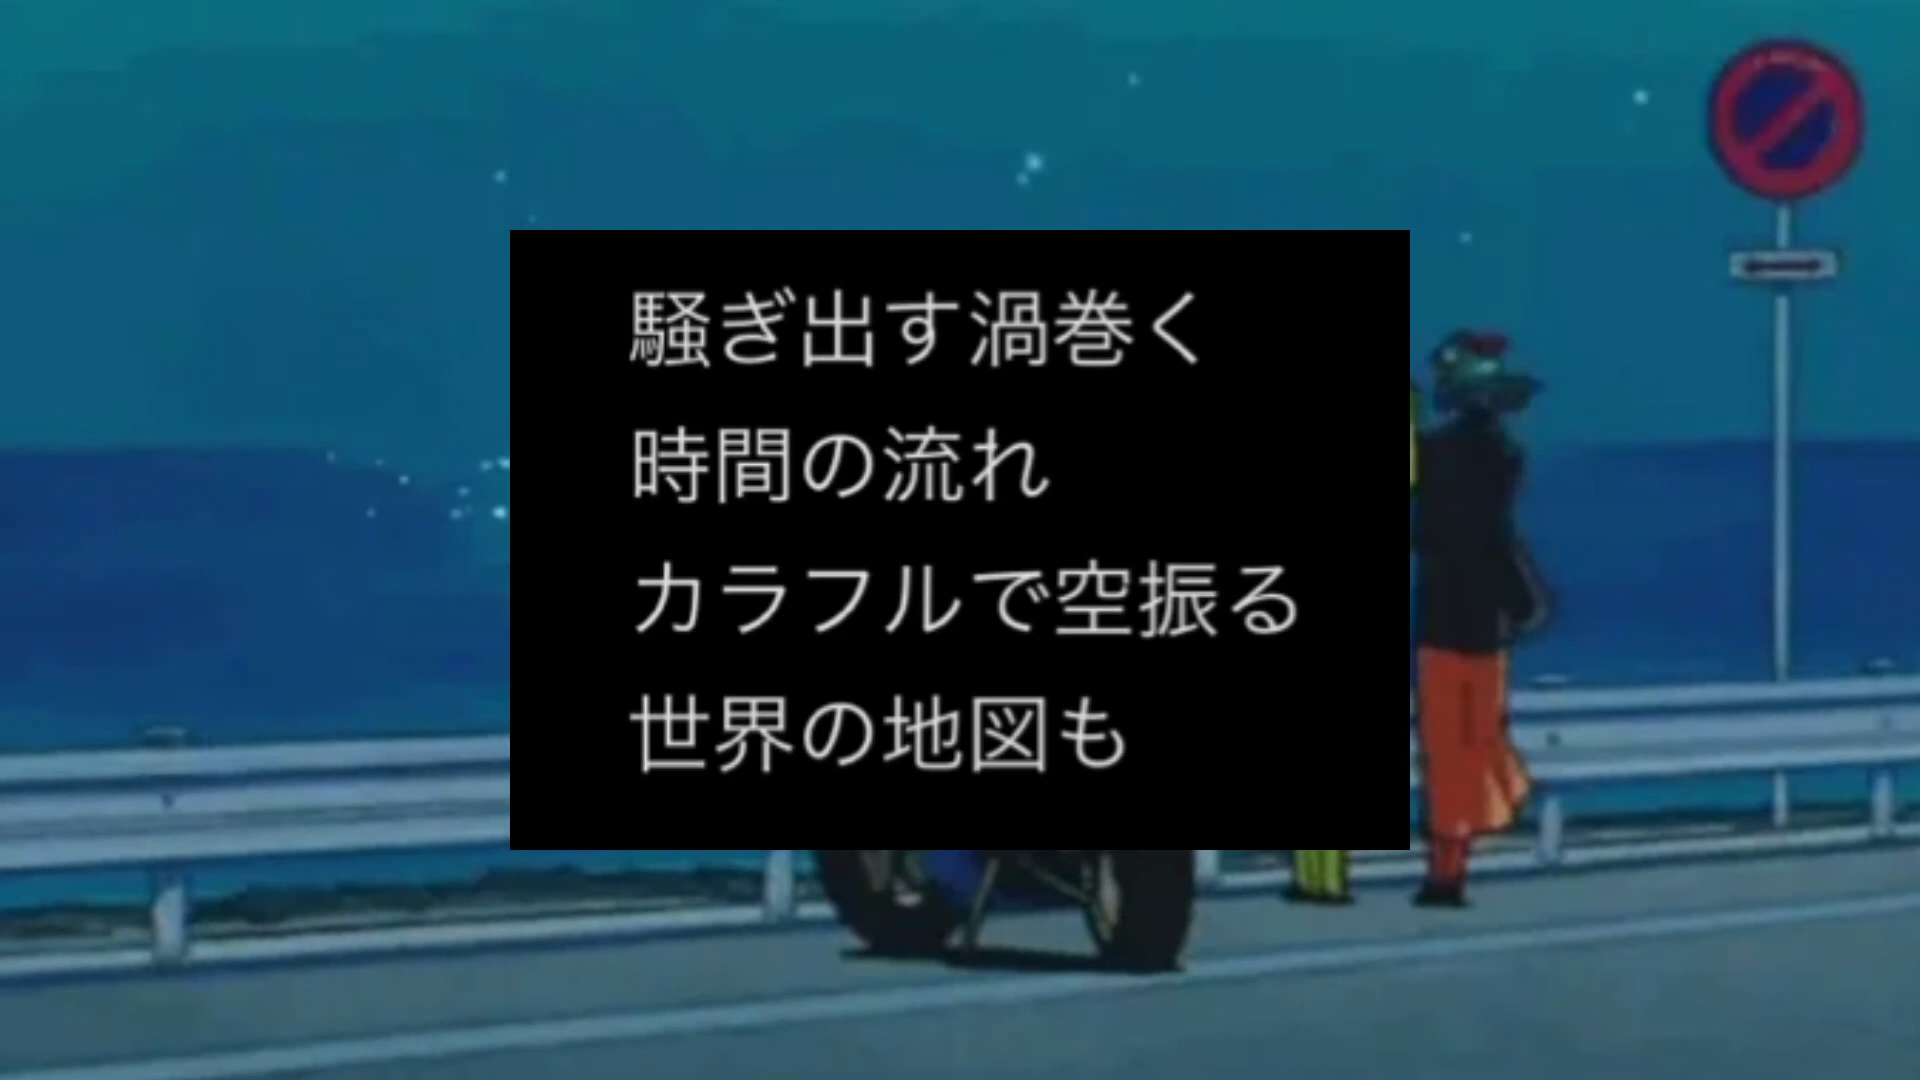 騒ぎ出す渦巻く
時間の流れ
カラフルで空振る
世界の地図も